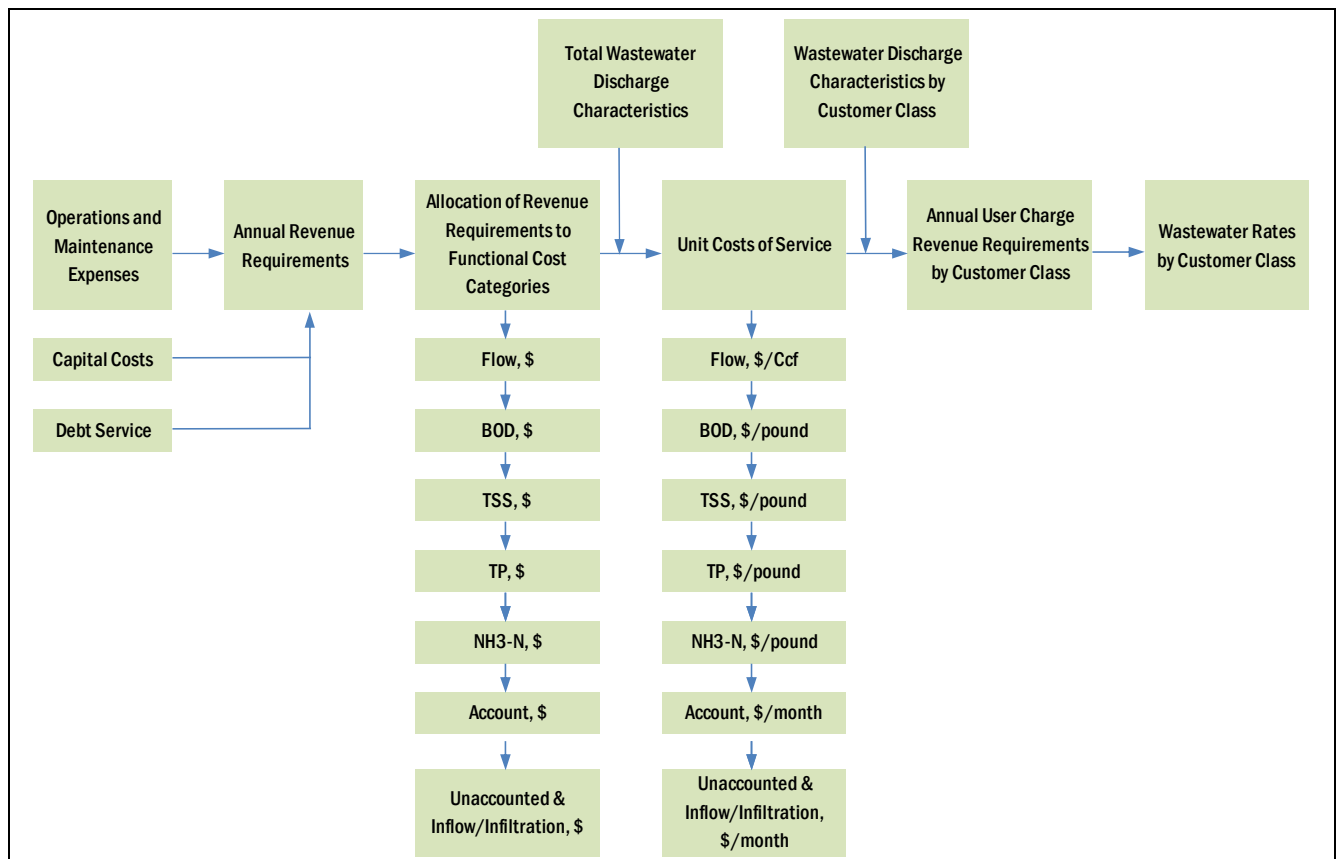 Total Wastewater
Discharge
Characteristics
Wastewater Discharge
Characteristics by
Customer Class
Operations and
Maintenance
Expenses
Annual Revenue
Requirements
Allocation of Revenue
Requirements to
Functional Cost
Categories
Unit Costs of Service
Annual User Charge
Revenue Requirements
by Customer Class
Wastewater Rates
by Customer Class
Capital Costs
Debt Service
Flow, $
BOD, $
TSS, $
TP, $
NH3-N, $
Account, $
Unaccounted &
Inflow/Infiltration, $
Flow, $/Ccf
BOD, $/pound
TSS, $/pound
TP, $/pound
NH3-N, $/pound
Account, $/month
Unaccounted &
Inflow/Infiltration,
$/month